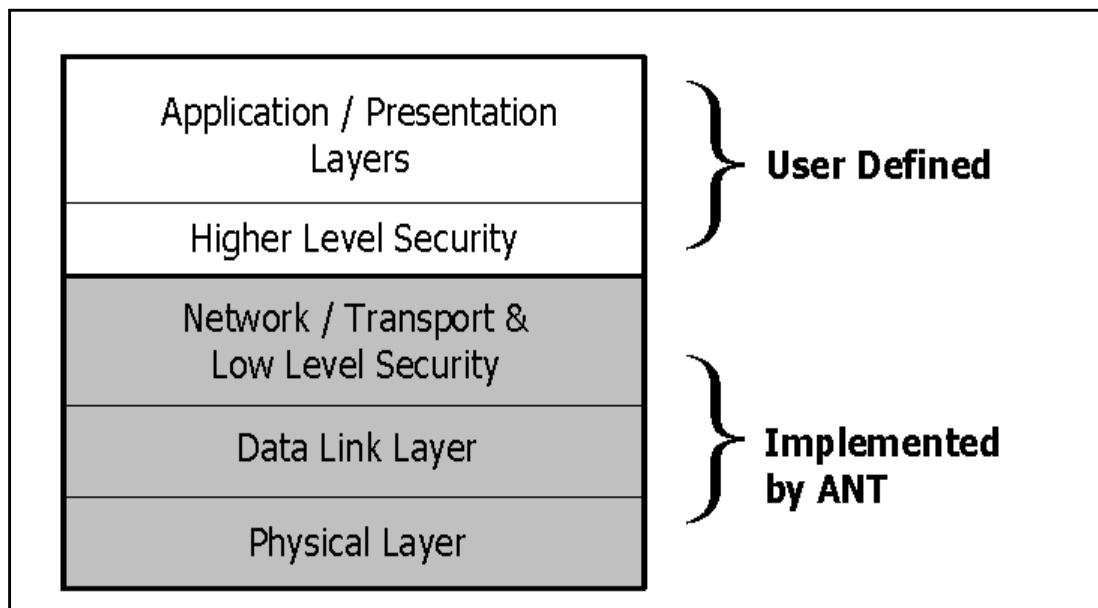 Application / Presentation
Layers
Higher Level Security
Network / Transport &
Low Level Security
Data Link Layer
Physical Layer
User Defined
Implemented
by ANT